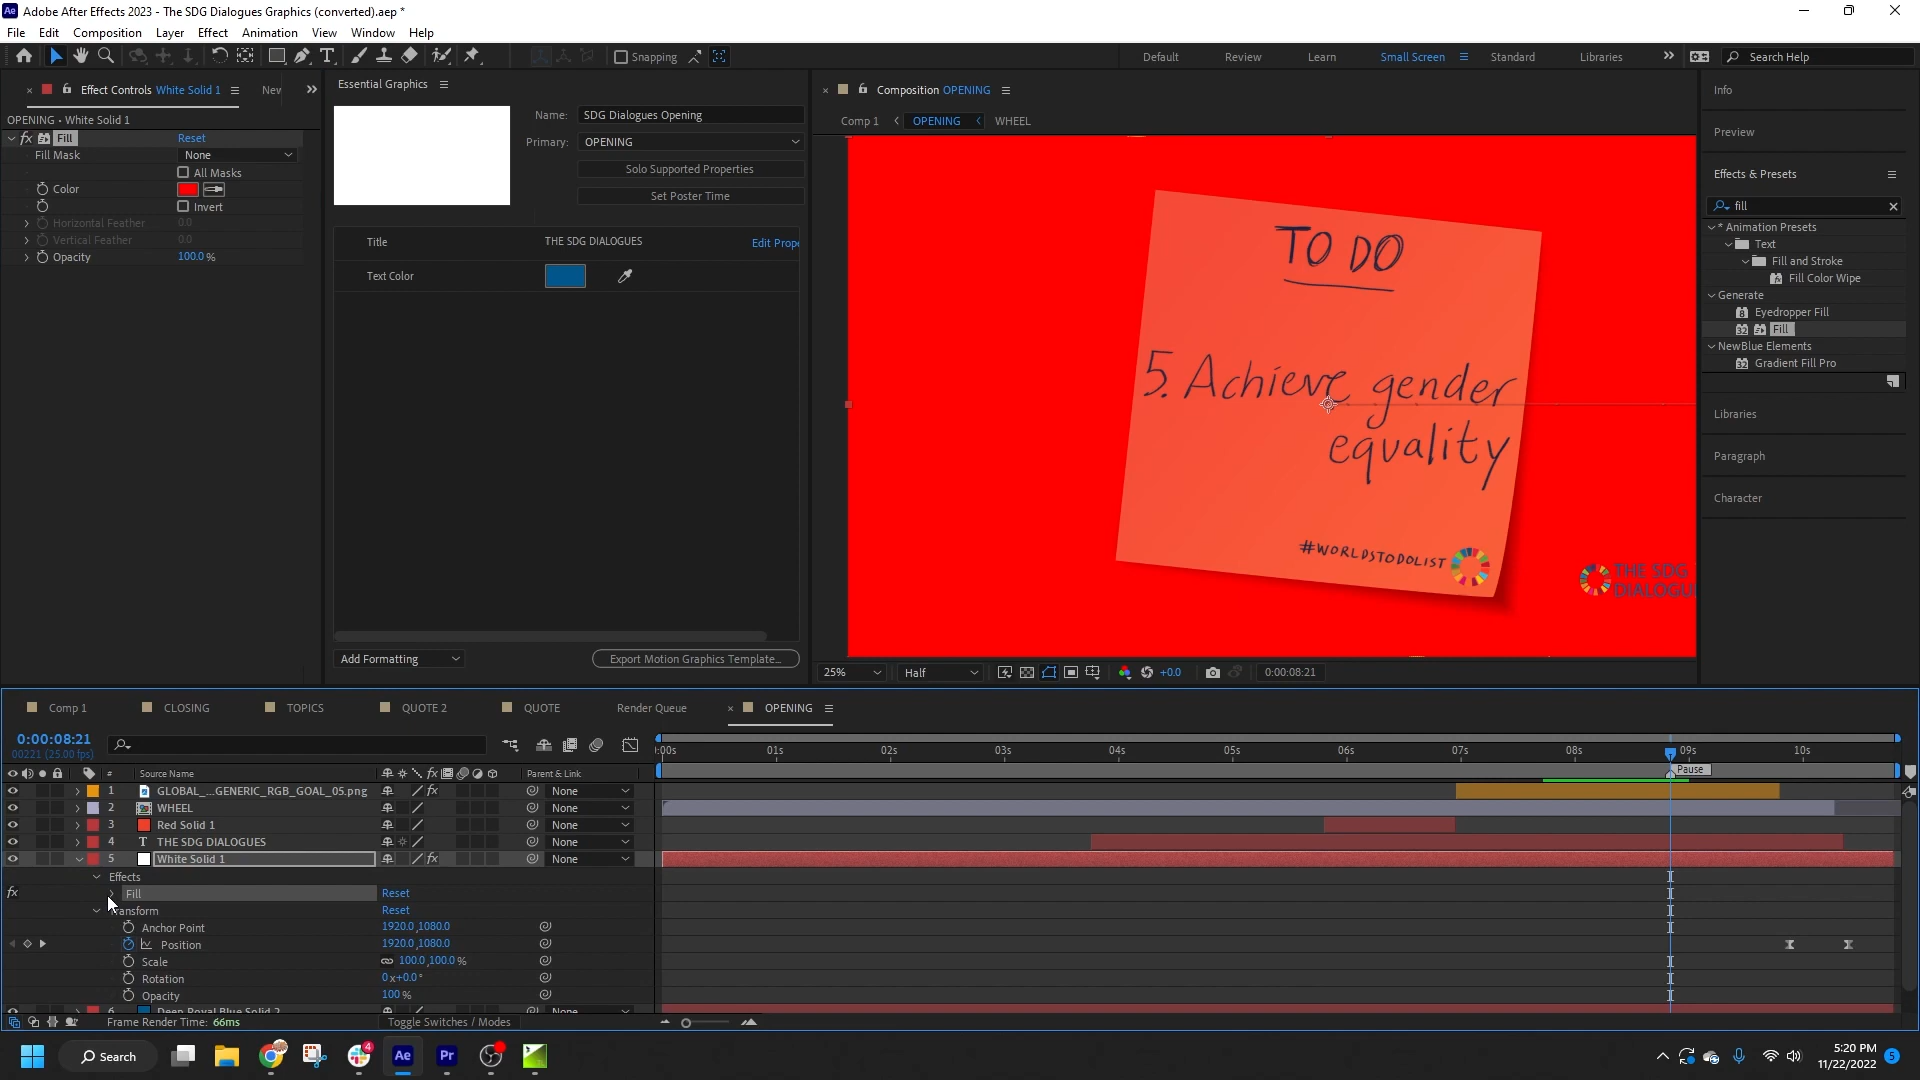 Adobe After Effects 2023 - The SDG Dialogues Graphics (converted).aep *
File Edit Composition Layer Effect Animation View Window Help
Snapping
Default Review Learn Small Screen Standard Libraries Search Help
Effect Controls White Solid 1
OPENING • White Solid 1
fx Fill Reset
Fill Mask None
All Masks
Color
Invert
Horizontal Feather 0.0
Vertical Feather 0.0
Opacity 100.0 %
Essential Graphics
Name: SDG Dialogues Opening
Primary: OPENING
Solo Supported Properties
Set Poster Time
Title THE SDG DIALOGUES Edit Prope
Text Color
Add Formatting Export Motion Graphics Template...
Composition OPENING
Comp 1 OPENING WHEEL
TO DO
5. Achieve gender
equality
#WORLDSTODOLIST
THE SDG
DIALOGU
25% Half +0.0 0:00:08:21
Info
Preview
Effects & Presets
fill
* Animation Presets
Text
Fill and Stroke
Fill Color Wipe
Generate
Eyedropper Fill
Fill
NewBlue Elements
Gradient Fill Pro
Libraries
Paragraph
Character
Comp 1 CLOSING TOPICS QUOTE 2 QUOTE Render Queue OPENING
0:00:08:21
00221 (25.00 fps)
:00s 01s 02s 03s 04s 05s 06s 07s 08s 09s 10s
Pause
# Source Name Parent & Link
1 GLOBAL_...GENERIC_RGB_GOAL_05.png None
2 WHEEL None
3 Red Solid 1 None
4 T THE SDG DIALOGUES None
5 White Solid 1 None
Effects
fx Fill Reset
Transform Reset
Anchor Point 1920.0,1080.0
Position 1920.0,1080.0
Scale 100.0,100.0 %
Rotation 0x+0.0°
Opacity 100 %
6 Deep Royal Blue Solid 2 None
Frame Render Time: 66ms Toggle Switches / Modes
Search
5:20 PM
11/22/2022